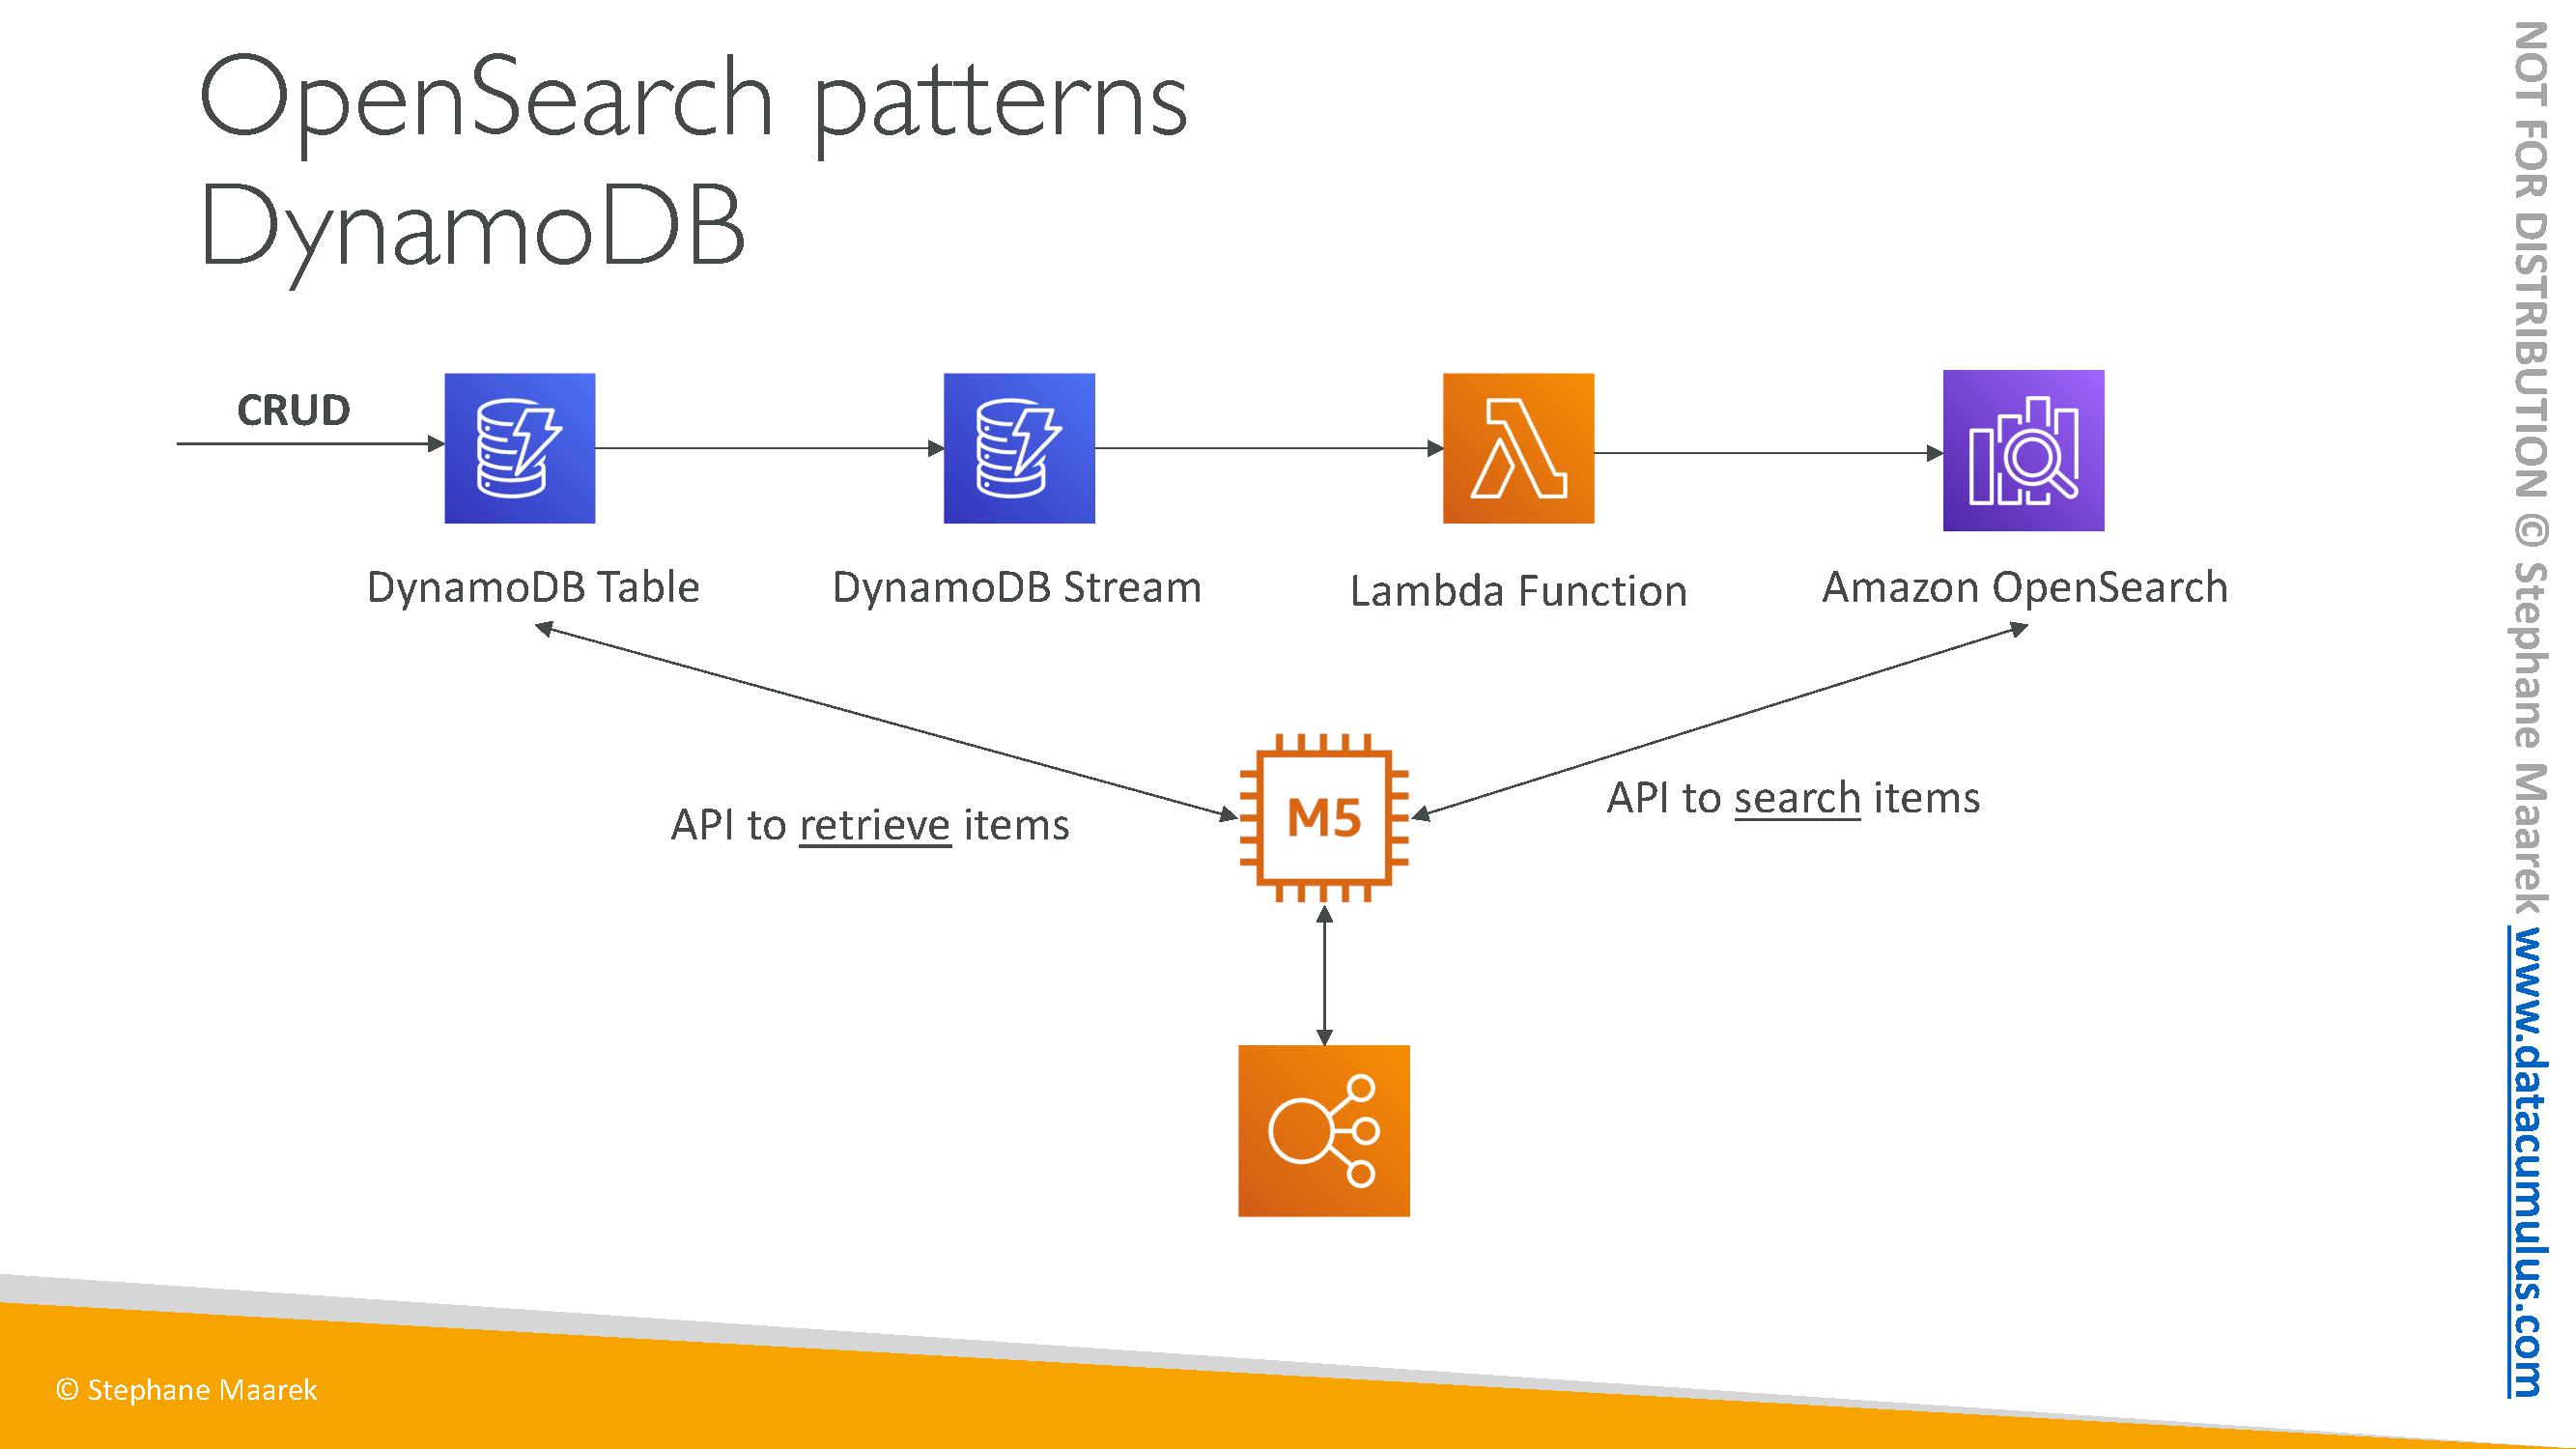 OpenSearch patterns
DynamoDB
CRUD
DynamoDB Table
DynamoDB Stream
Lambda Function
Amazon OpenSearch
API to retrieve items
M5
API to search items
© Stephane Maarek
NOT FOR DISTRIBUTION © Stephane Maarek www.datacumulus.com